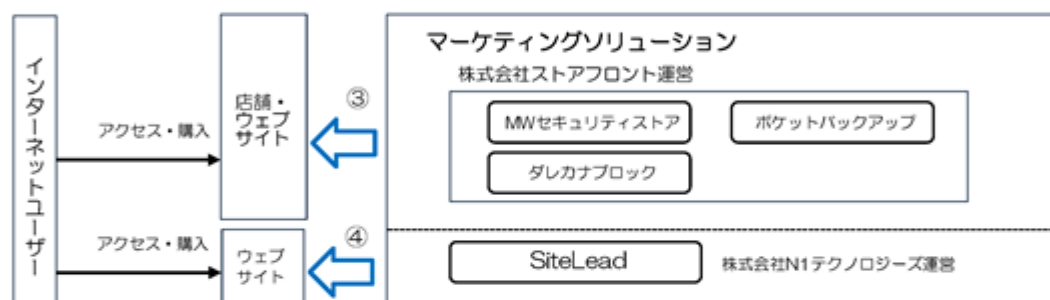 インターネットユーザー
アクセス・購入
店舗・
ウェブ
サイト
③
マーケティングソリューション
株式会社ストアフロント運営
MWセキュリティストア
ポケットバックアップ
ダレカナブロック
アクセス・購入
ウェブ
サイト
④
SiteLead
株式会社N1テクノロジーズ運営